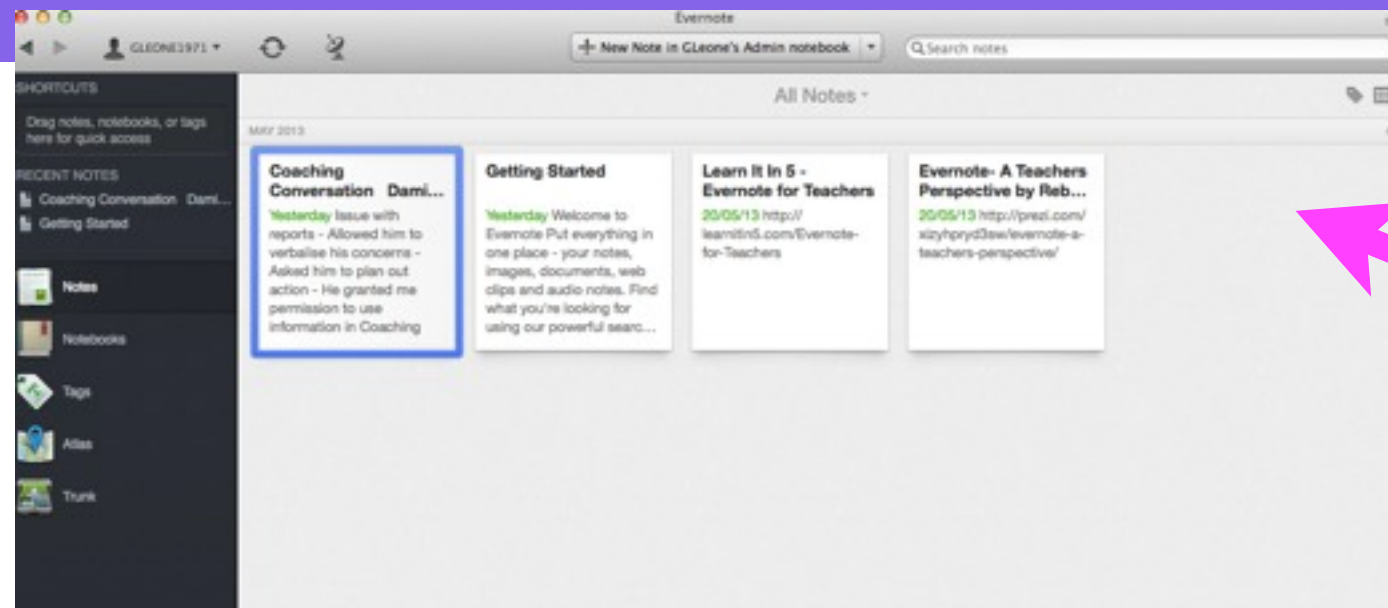 Evernote
GLEONE1971
New Note in GLeone's Admin notebook
Search notes
SHORTCUTS
Drag notes, notebooks, or tags
here for quick access
RECENT NOTES
Coaching Conversation Dami...
Getting Started
Notes
Notebooks
Tags
Atlas
Trunk
All Notes
MAY 2013
Coaching
Conversation Dami...
Yesterday Issue with
reports - Allowed him to
verbalise his concerns -
Asked him to plan out
action - He granted me
permission to use
information in Coaching
Getting Started
Yesterday Welcome to
Evernote Put everything in
one place - your notes,
images, documents, web
clips and audio notes. Find
what you're looking for
using our powerful searc...
Learn It In 5 -
Evernote for Teachers
20/05/13 http://
learnitin5.com/Evernote-
for-Teachers
Evernote- A Teachers
Perspective by Reb...
20/05/13 http://prezi.com/
xizyhpryd3sw/evernote-a-
teachers-perspective/